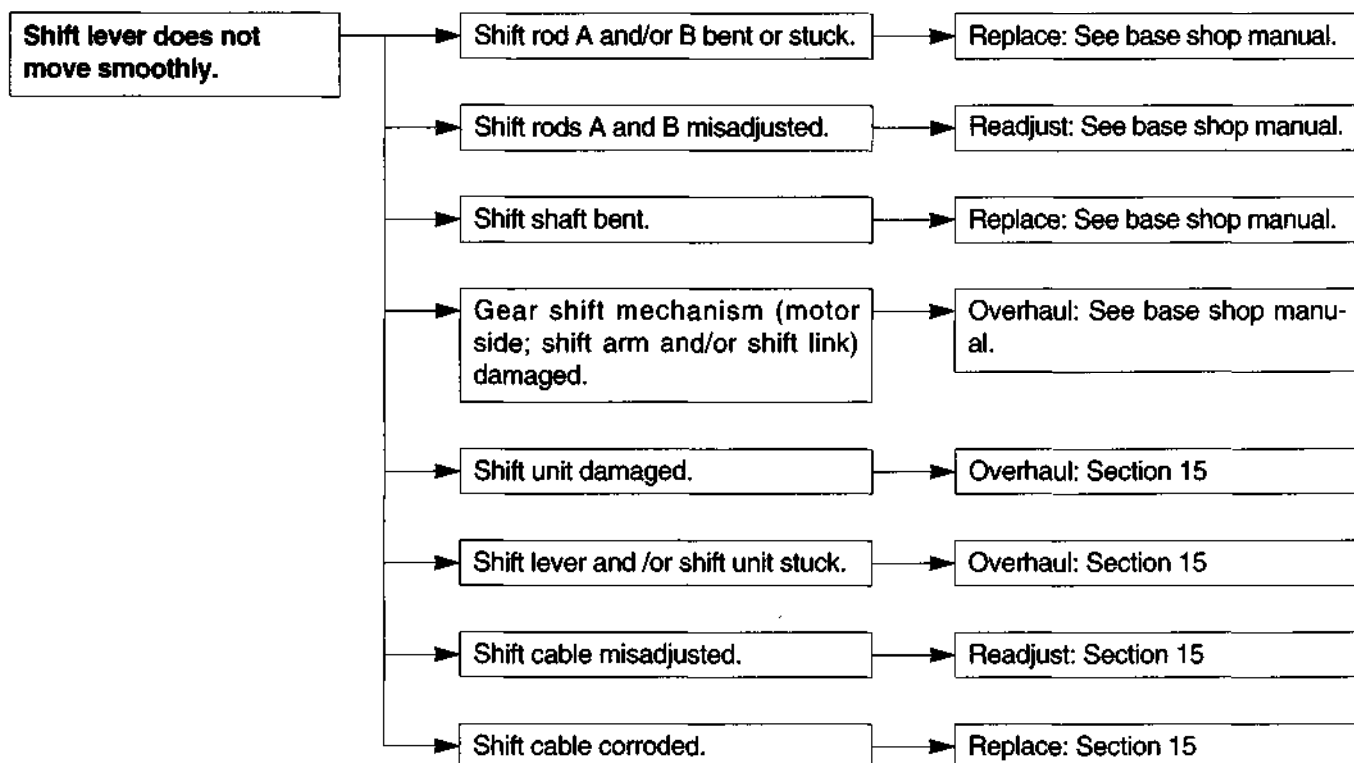 Shift lever does not
move smoothly.
Shift rod A and/or B bent or stuck.
Replace: See base shop manual.
Shift rods A and B misadjusted.
Readjust: See base shop manual.
Shift shaft bent.
Replace: See base shop manual.
Gear shift mechanism (motor
side; shift arm and/or shift link)
damaged.
Overhaul: See base shop manu-
al.
Shift unit damaged.
Overhaul: Section 15
Shift lever and /or shift unit stuck.
Overhaul: Section 15
Shift cable misadjusted.
Readjust: Section 15
Shift cable corroded.
Replace: Section 15